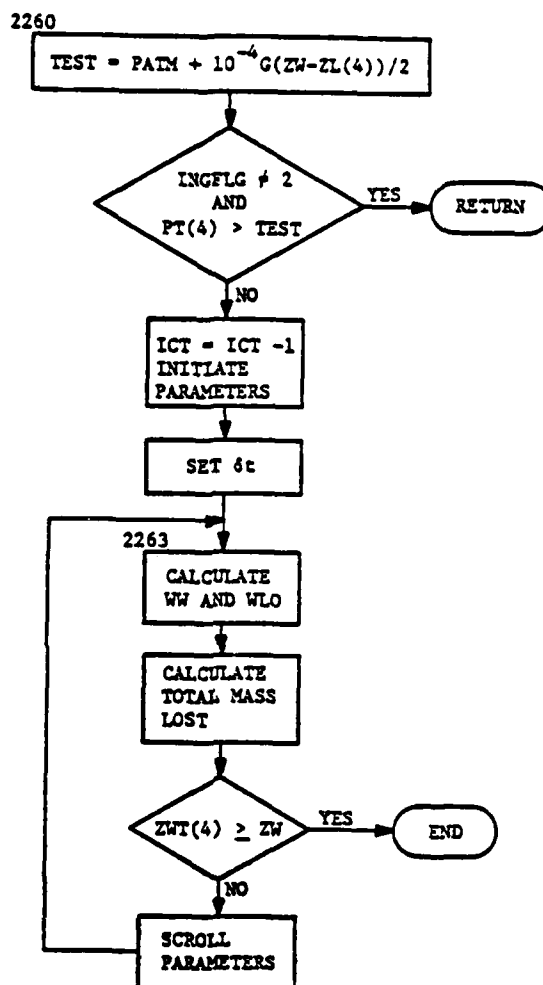 2260
TEST = PATM + 10⁻⁴G(ZW-ZL(4))/2
INGFLG ≠ 2
AND
PT(4) > TEST
YES
RETURN
NO
ICT = ICT -1
INITIATE
PARAMETERS
SET δt
2263
CALCULATE
WW AND WLO
CALCULATE
TOTAL MASS
LOST
ZWT(4) ≥ ZW
YES
END
NO
SCROLL
PARAMETERS